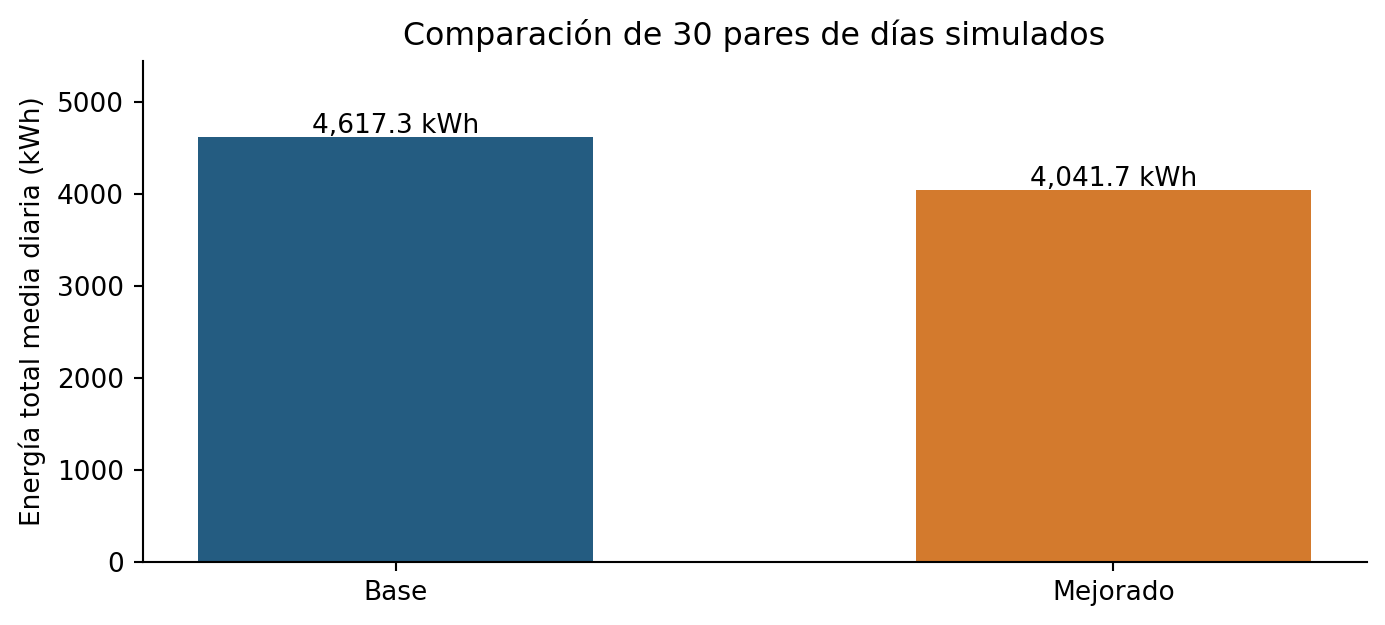 Comparación de 30 pares de días simulados
Energía total media diaria (kWh)
5000
4000
3000
2000
1000
0
4,617.3 kWh
4,041.7 kWh
Base
Mejorado